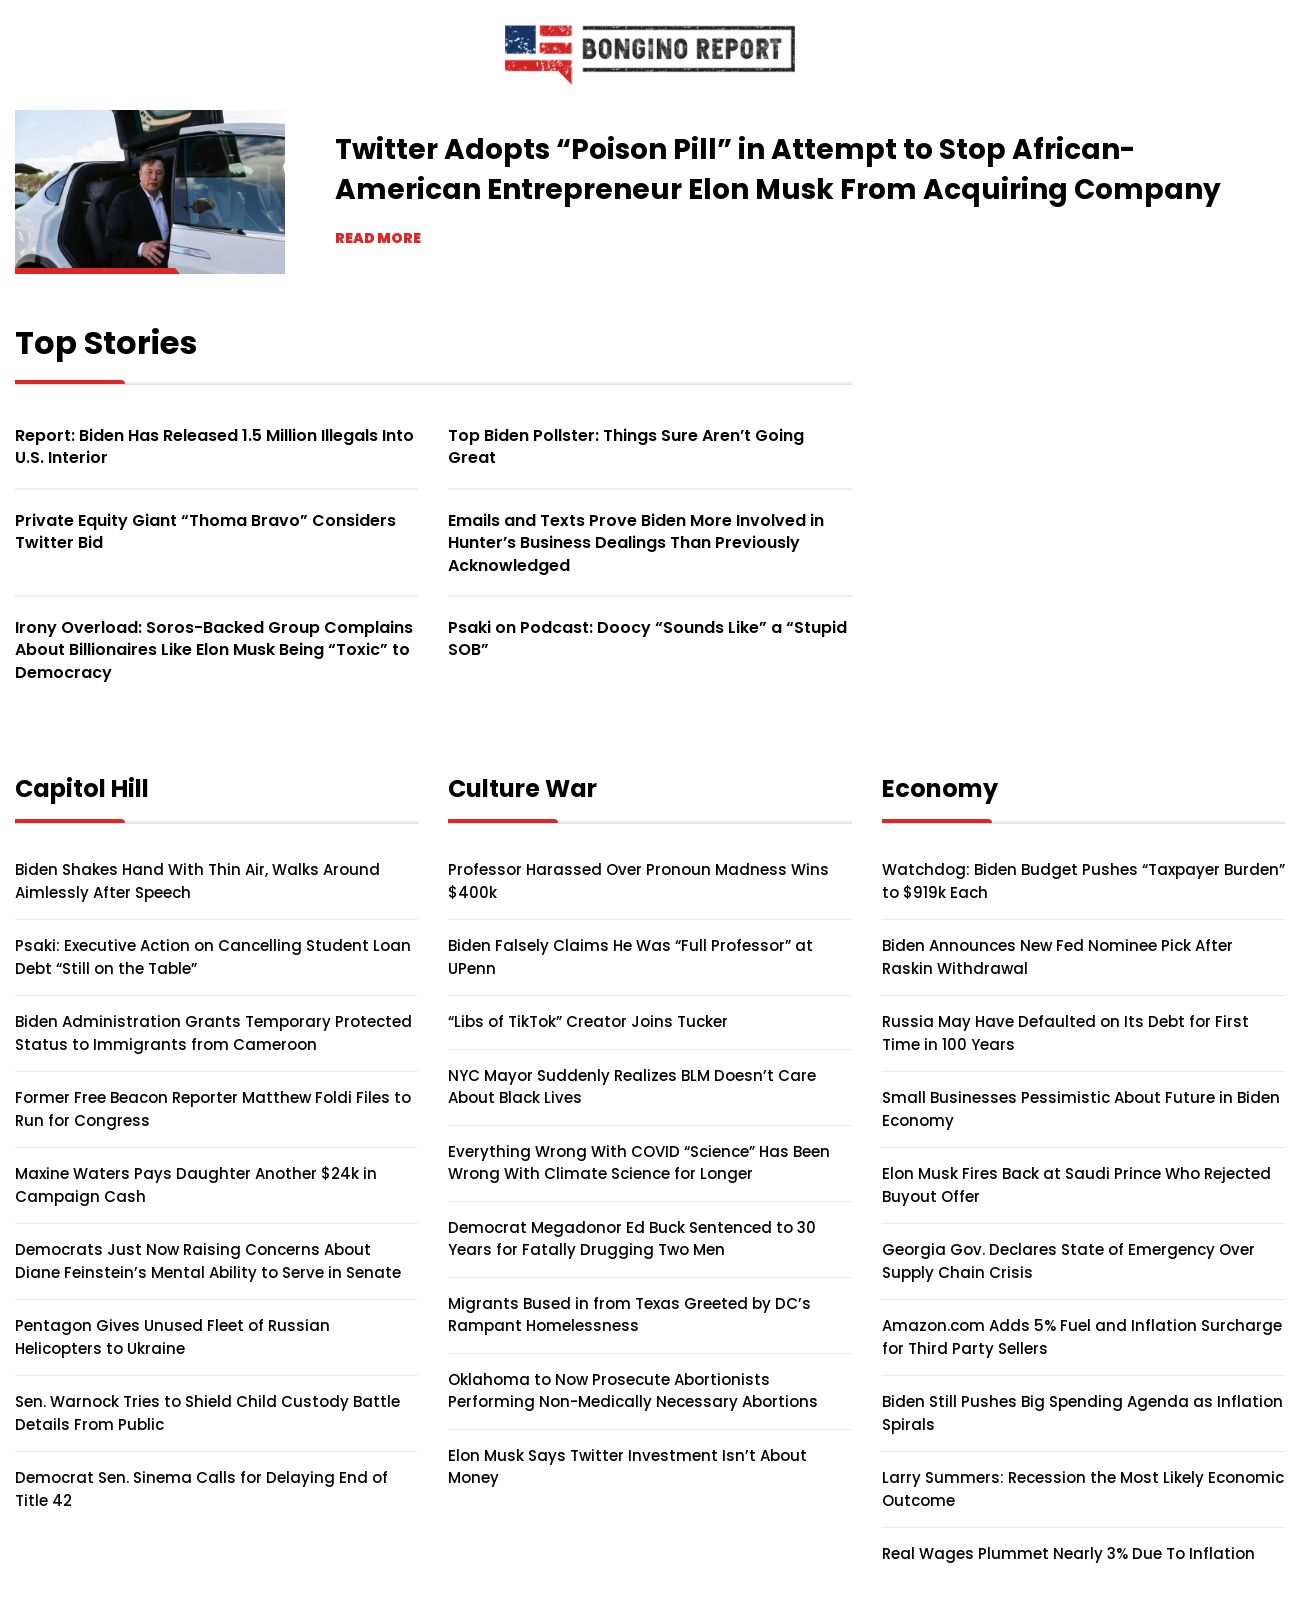 BONGINO REPORT
Twitter Adopts “Poison Pill” in Attempt to Stop African-
American Entrepreneur Elon Musk From Acquiring Company
READ MORE
Top Stories
Report: Biden Has Released 1.5 Million Illegals Into
U.S. Interior
Top Biden Pollster: Things Sure Aren’t Going
Great
Private Equity Giant “Thoma Bravo” Considers
Twitter Bid
Emails and Texts Prove Biden More Involved in
Hunter’s Business Dealings Than Previously
Acknowledged
Irony Overload: Soros-Backed Group Complains
About Billionaires Like Elon Musk Being “Toxic” to
Democracy
Psaki on Podcast: Doocy “Sounds Like” a “Stupid
SOB”
Capitol Hill
Biden Shakes Hand With Thin Air, Walks Around
Aimlessly After Speech
Psaki: Executive Action on Cancelling Student Loan
Debt “Still on the Table”
Biden Administration Grants Temporary Protected
Status to Immigrants from Cameroon
Former Free Beacon Reporter Matthew Foldi Files to
Run for Congress
Maxine Waters Pays Daughter Another $24k in
Campaign Cash
Democrats Just Now Raising Concerns About
Diane Feinstein’s Mental Ability to Serve in Senate
Pentagon Gives Unused Fleet of Russian
Helicopters to Ukraine
Sen. Warnock Tries to Shield Child Custody Battle
Details From Public
Democrat Sen. Sinema Calls for Delaying End of
Title 42
Culture War
Professor Harassed Over Pronoun Madness Wins
$400k
Biden Falsely Claims He Was “Full Professor” at
UPenn
“Libs of TikTok” Creator Joins Tucker
NYC Mayor Suddenly Realizes BLM Doesn’t Care
About Black Lives
Everything Wrong With COVID “Science” Has Been
Wrong With Climate Science for Longer
Democrat Megadonor Ed Buck Sentenced to 30
Years for Fatally Drugging Two Men
Migrants Bused in from Texas Greeted by DC’s
Rampant Homelessness
Oklahoma to Now Prosecute Abortionists
Performing Non-Medically Necessary Abortions
Elon Musk Says Twitter Investment Isn’t About
Money
Economy
Watchdog: Biden Budget Pushes “Taxpayer Burden”
to $919k Each
Biden Announces New Fed Nominee Pick After
Raskin Withdrawal
Russia May Have Defaulted on Its Debt for First
Time in 100 Years
Small Businesses Pessimistic About Future in Biden
Economy
Elon Musk Fires Back at Saudi Prince Who Rejected
Buyout Offer
Georgia Gov. Declares State of Emergency Over
Supply Chain Crisis
Amazon.com Adds 5% Fuel and Inflation Surcharge
for Third Party Sellers
Biden Still Pushes Big Spending Agenda as Inflation
Spirals
Larry Summers: Recession the Most Likely Economic
Outcome
Real Wages Plummet Nearly 3% Due To Inflation